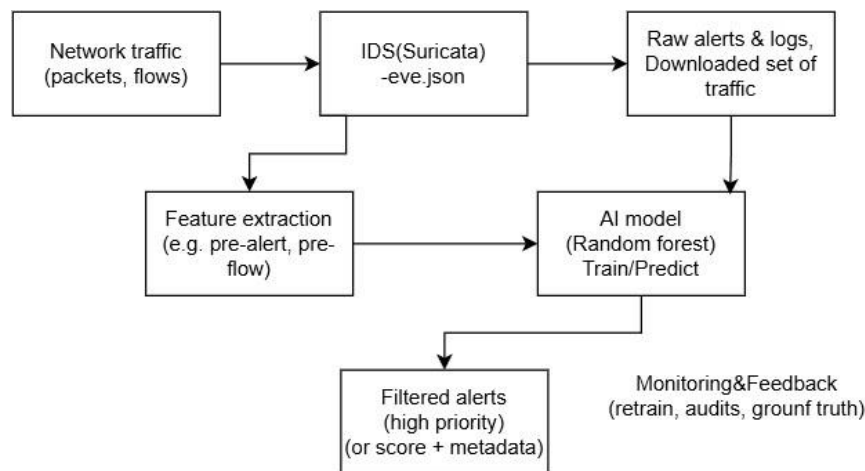 Network traffic
(packets, flows)
IDS(Suricata)
-eve.json
Raw alerts & logs,
Downloaded set of
traffic
Feature extraction
(e.g. pre-alert, pre-
flow)
AI model
(Random forest)
Train/Predict
Filtered alerts
(high priority)
(or score + metadata)
Monitoring&Feedback
(retrain, audits, grounf truth)